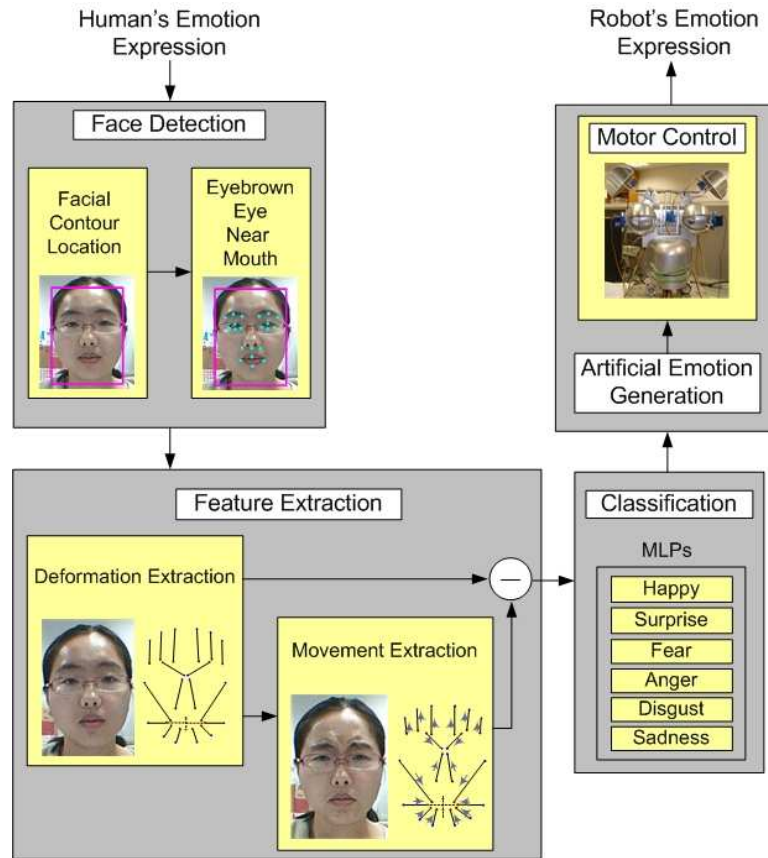 Human's Emotion
Expression
Face Detection
Facial
Contour
Location
Eyebrown
Eye
Near
Mouth
Feature Extraction
Deformation Extraction
Movement Extraction
—
Classification
MLPs
Happy
Surprise
Fear
Anger
Disgust
Sadness
Artificial Emotion
Generation
Motor Control
Robot's Emotion
Expression